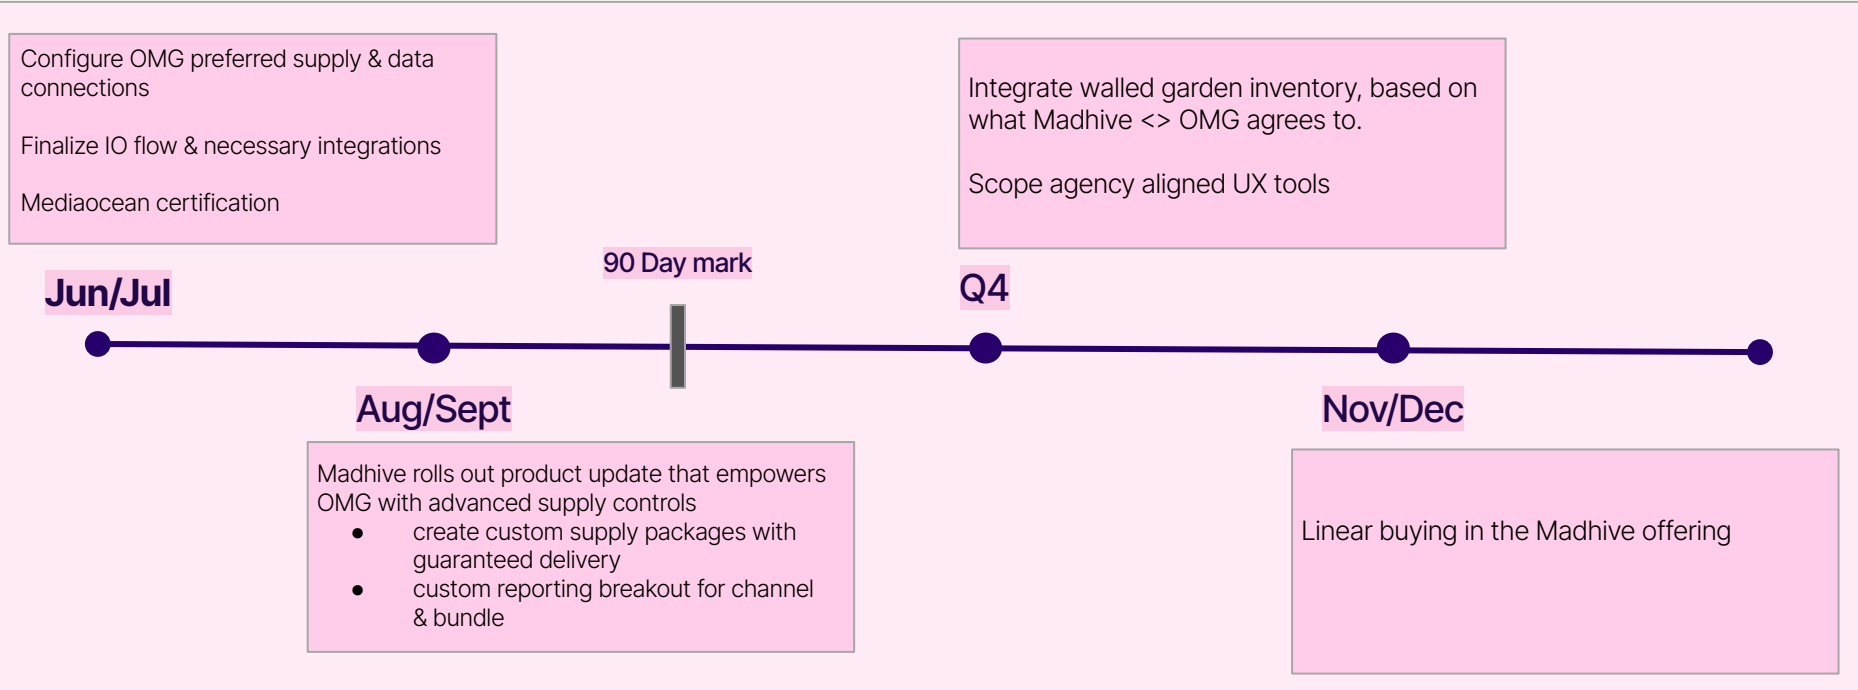 Configure OMG preferred supply & data
connections
Finalize IO flow & necessary integrations
Mediaocean certification
Jun/Jul
Aug/Sept
Madhive rolls out product update that empowers
OMG with advanced supply controls
● create custom supply packages with
guaranteed delivery
● custom reporting breakout for channel
& bundle
90 Day mark
Integrate walled garden inventory, based on
what Madhive <> OMG agrees to.
Scope agency aligned UX tools
Q4
Nov/Dec
Linear buying in the Madhive offering